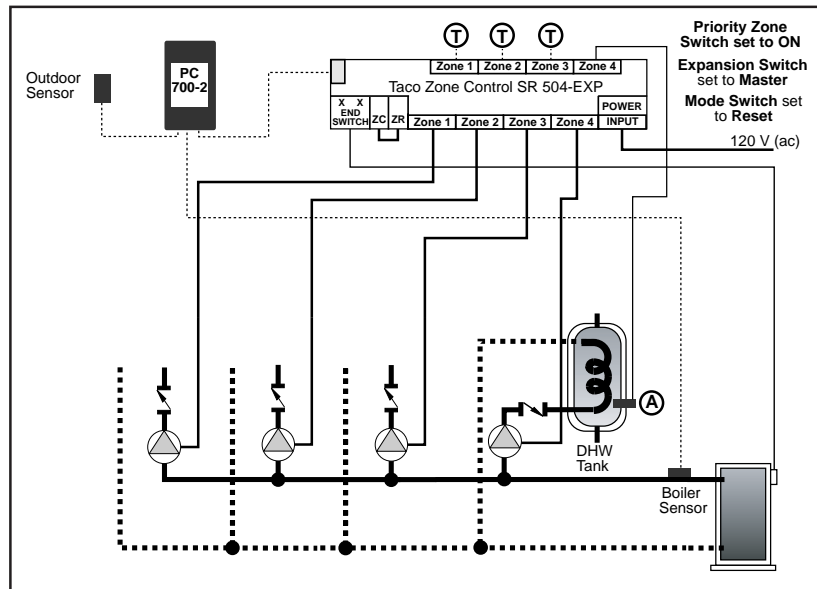 T T T
Priority Zone
Switch set to ON
Expansion Switch
set to Master
Mode Switch set
to Reset
120 V (ac)
Outdoor
Sensor
PC
700-2
Zone 1 Zone 2 Zone 3 Zone 4
Taco Zone Control SR 504-EXP
X X
END
SWITCH
ZC ZR
Zone 1 Zone 2 Zone 3 Zone 4
POWER
INPUT
A
DHW
Tank
Boiler
Sensor